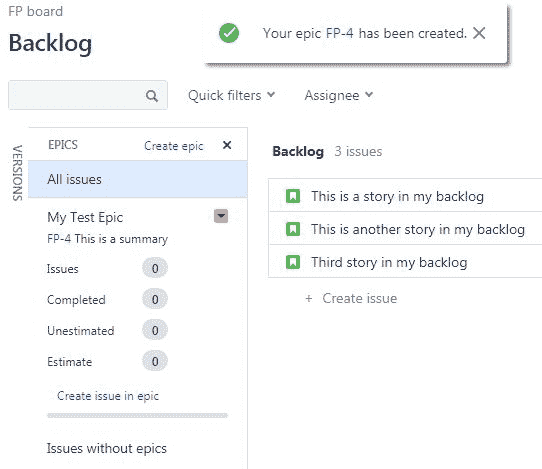 FP board
Your epic FP-4 has been created.
Backlog
Quick filters
Assignee
VERSIONS
EPICS
Create epic
All issues
My Test Epic
FP-4 This is a summary
Issues 0
Completed 0
Unestimated 0
Estimate 0
Create issue in epic
Issues without epics
Backlog 3 issues
This is a story in my backlog
This is another story in my backlog
Third story in my backlog
+ Create issue